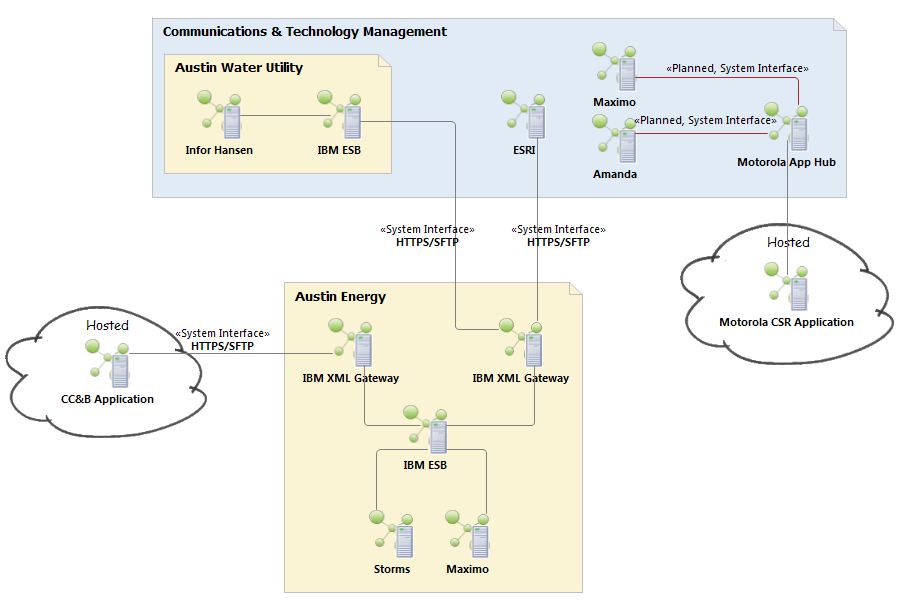 Communications & Technology Management
Austin Water Utility
Infor Hansen
IBM ESB
ESRI
Maximo
«Planned, System Interface»
Amanda
«Planned, System Interface»
Motorola App Hub
«System Interface»
HTTPS/SFTP
«System Interface»
HTTPS/SFTP
Hosted
Motorola CSR Application
Austin Energy
Hosted
CC&B Application
«System Interface»
HTTPS/SFTP
IBM XML Gateway
IBM XML Gateway
IBM ESB
Storms
Maximo